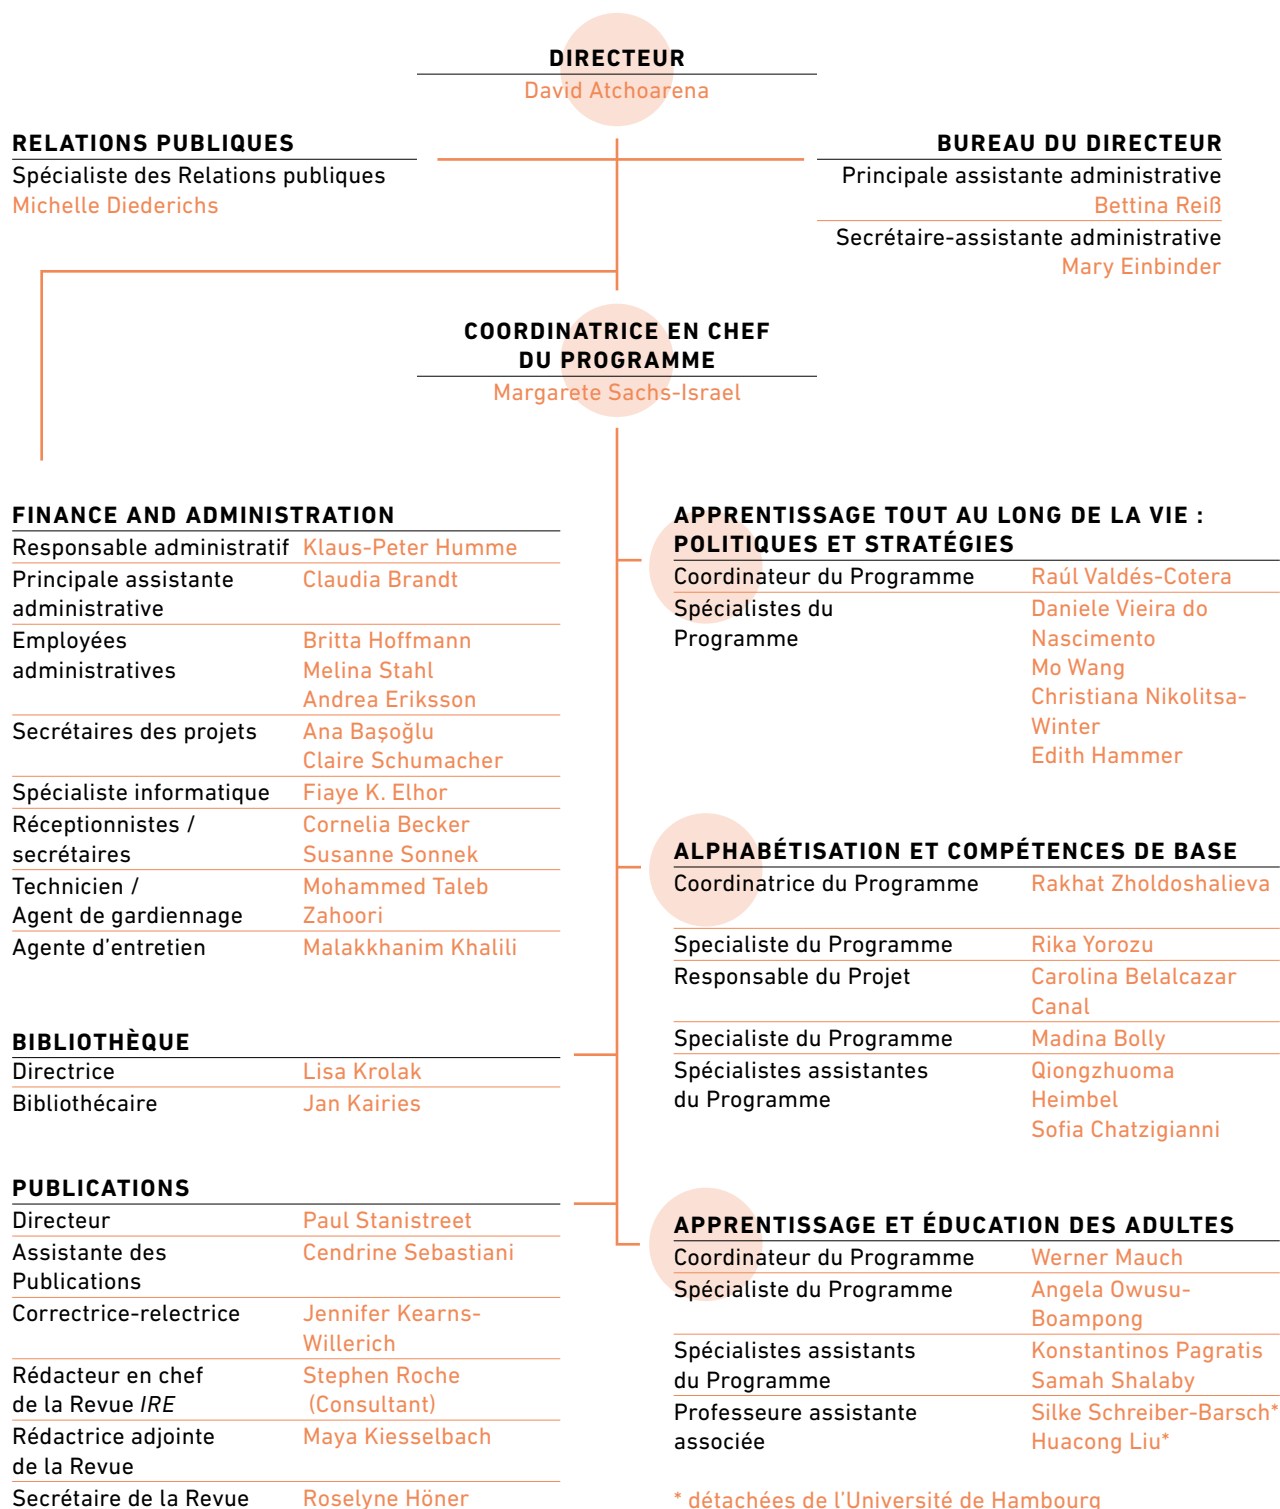 DIRECTEUR
David Atchoarena
RELATIONS PUBLIQUES
Spécialiste des Relations publiques
Michelle Diederichs
BUREAU DU DIRECTEUR
Principale assistante administrative
Bettina Reiß
Secrétaire-assistante administrative
Mary Einbinder
COORDINATRICE EN CHEF
DU PROGRAMME
Margarete Sachs-Israel
FINANCE AND ADMINISTRATION
Responsable administratif Klaus-Peter Humme
Principale assistante Claudia Brandt
administrative
Employées Britta Hoffmann
administratives Melina Stahl
Andrea Eriksson
Secrétaires des projets Ana Başoğlu
Claire Schumacher
Spécialiste informatique Fiaye K. Elhor
Réceptionnistes / Cornelia Becker
secrétaires Susanne Sonnek
Technicien / Mohammed Taleb
Agent de gardiennage Zahoori
Agente d'entretien Malakkhanim Khalili
BIBLIOTHÈQUE
Directrice Lisa Krolak
Bibliothécaire Jan Kairies
PUBLICATIONS
Directeur Paul Stanistreet
Assistante des Cendrine Sebastiani
Publications
Correctrice-relectrice Jennifer Kearns-
Willerich
Rédacteur en chef Stephen Roche
de la Revue IRE (Consultant)
Rédactrice adjointe Maya Kiesselbach
de la Revue
Secrétaire de la Revue Roselyne Höner
APPRENTISSAGE TOUT AU LONG DE LA VIE :
POLITIQUES ET STRATÉGIES
Coordinateur du Programme Raúl Valdés-Cotera
Spécialistes du Daniele Vieira do
Programme Nascimento
Mo Wang
Christiana Nikolitsa-
Winter
Edith Hammer
ALPHABÉTISATION ET COMPÉTENCES DE BASE
Coordinatrice du Programme Rakhat Zholdoshalieva
Specialiste du Programme Rika Yorozu
Responsable du Projet Carolina Belalcazar
Canal
Specialiste du Programme Madina Bolly
Spécialistes assistantes Qiongzhuoma
du Programme Heimbel
Sofia Chatzigianni
APPRENTISSAGE ET ÉDUCATION DES ADULTES
Coordinateur du Programme Werner Mauch
Spécialiste du Programme Angela Owusu-
Boampong
Spécialistes assistants Konstantinos Pagratis
du Programme Samah Shalaby
Professeure assistante Silke Schreiber-Barsch*
associée Huacong Liu*
* détachées de l'Université de Hambourg